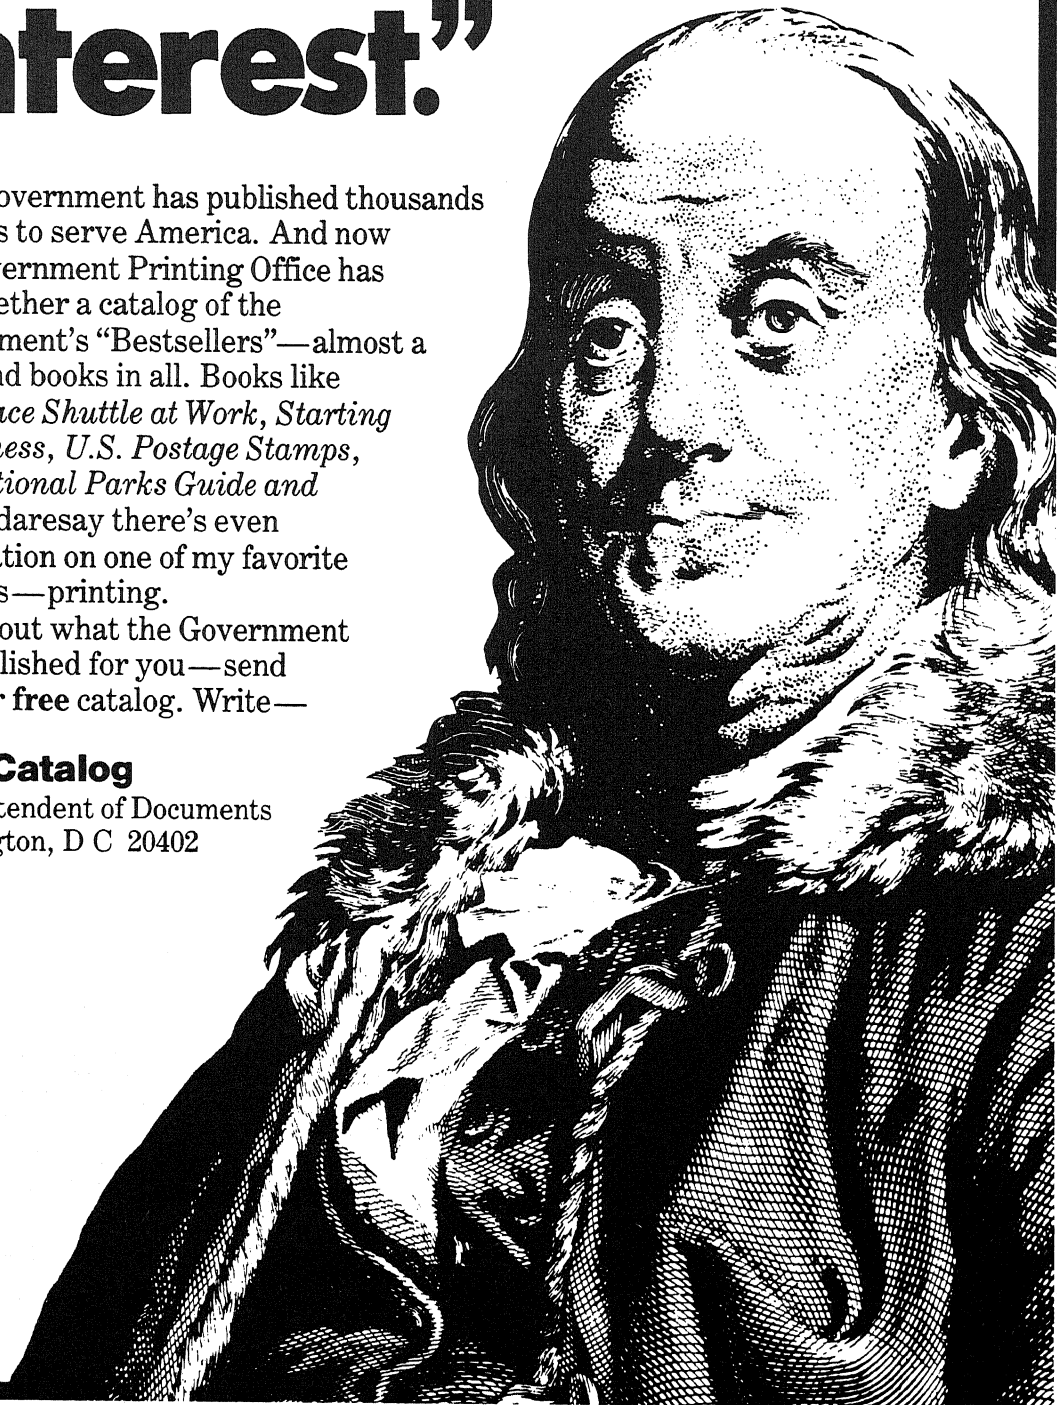 nterest.”
overnment has published thousands
s to serve America. And now
ernment Printing Office has
ether a catalog of the
ment’s “Bestsellers”—almost a
nd books in all. Books like
ace Shuttle at Work, Starting
ess, U.S. Postage Stamps,
tional Parks Guide and
daresay there’s even
tion on one of my favorite
s—printing.
out what the Government
lished for you—send
r free catalog. Write—
Catalog
tendent of Documents
gton, D C 20402